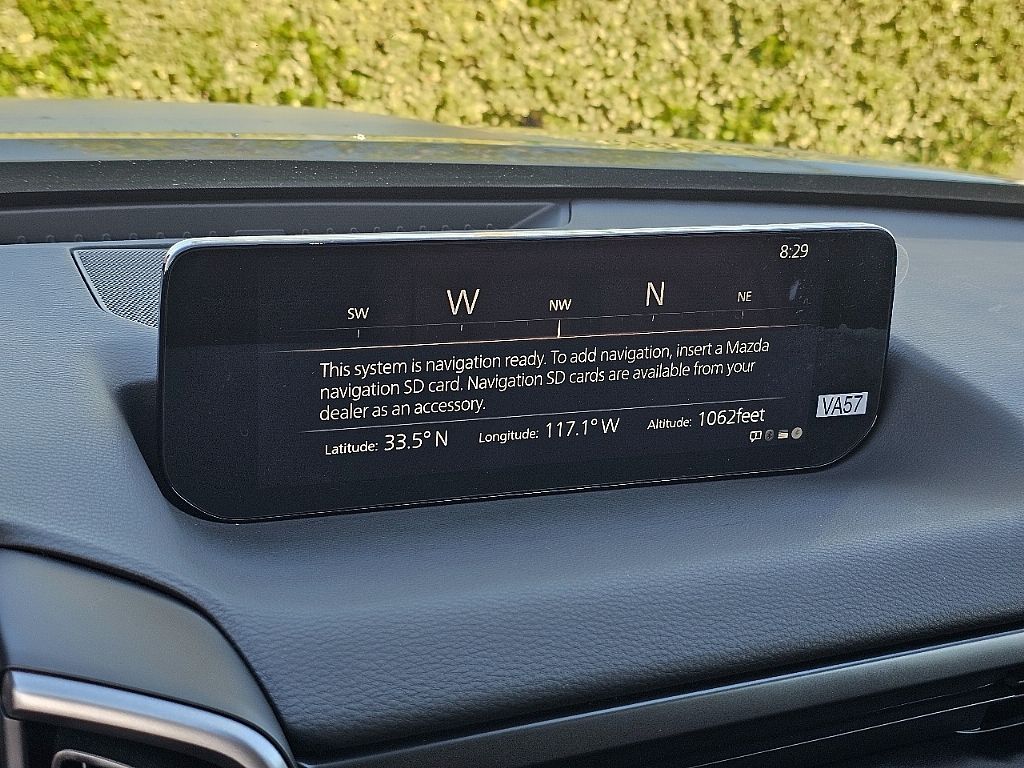 8:29
SW W NW N NE
This system is navigation ready. To add navigation, insert a Mazda
navigation SD card. Navigation SD cards are available from your
dealer as an accessory.
Latitude: 33.5° N Longitude: 117.1° W Altitude: 1062feet
VA57